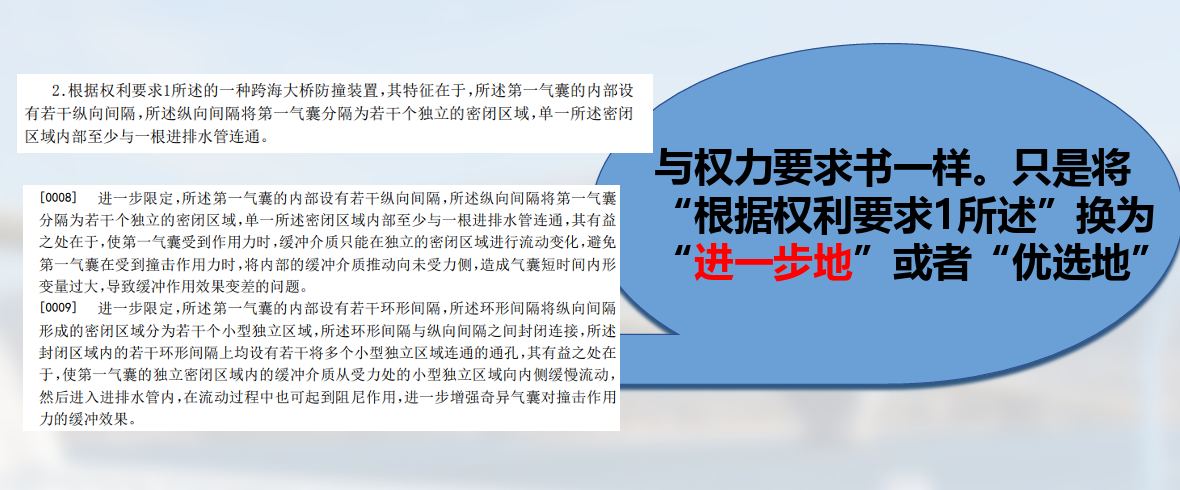 2.根据权利要求1所述的一种跨海大桥防撞装置,其特征在于,所述第一气囊的内部设
有若干纵向间隔,所述纵向间隔将第一气囊分隔为若干个独立的密闭区域,单一所述密闭
区域内部至少与一根进排水管连通。
[0008] 进一步限定,所述第一气囊的内部设有若干纵向间隔,所述纵向间隔将第一气囊
分隔为若干个独立的密闭区域,单一所述密闭区域内部至少与一根进排水管连通,其有益
之处在于,使第一气囊受到作用力时,缓冲介质只能在独立的密闭区域进行流动变化,避免
第一气囊在受到撞击作用力时,将内部的缓冲介质推动向未受力侧,造成气囊短时间内形
变量过大,导致缓冲作用效果变差的问题。
[0009] 进一步限定,所述第一气囊的内部设有若干环形间隔,所述环形间隔将纵向间隔
形成的密闭区域分为若干个小型独立区域,所述环形间隔与纵向间隔之间封闭连接,所述
封闭区域内的若干环形间隔上均设有若干将多个小型独立区域连通的通孔,其有益之处在
于,使第一气囊的独立密闭区域内的缓冲介质从受力处的小型独立区域向内侧缓慢流动,
然后进入进排水管内,在流动过程中也可起到阻尼作用,进一步增强奇异气囊对撞击作用
力的缓冲效果。
与权力要求书一样。只是将
“根据权利要求1所述”换为
“进一步地”或者“优选地”